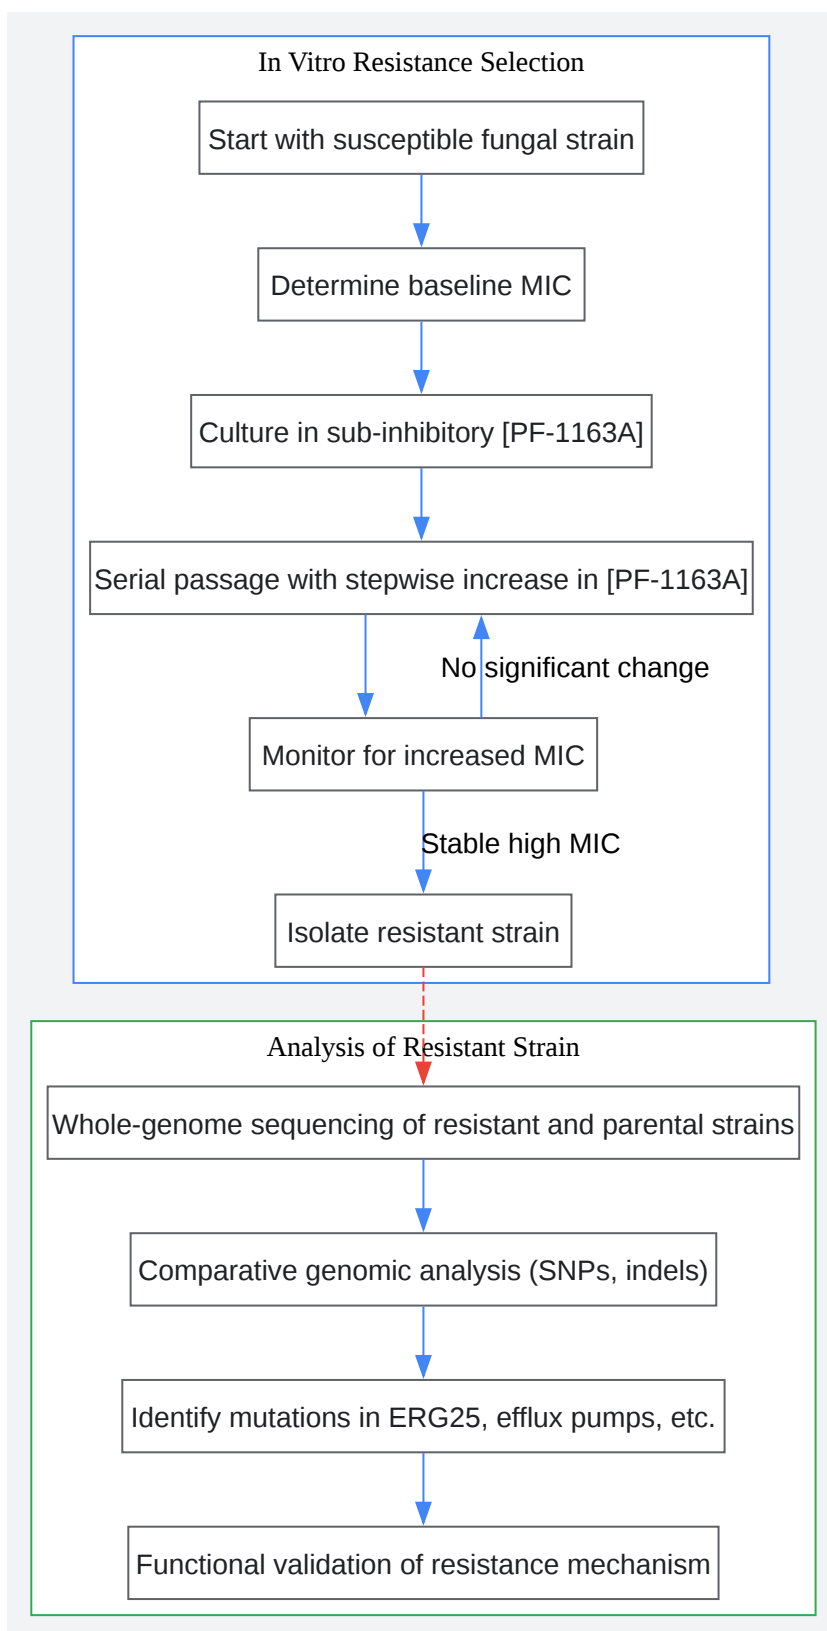 In Vitro Resistance Selection
Start with susceptible fungal strain
Determine baseline MIC
Culture in sub-inhibitory [PF-1163A]
Serial passage with stepwise increase in [PF-1163A]
No significant change
Monitor for increased MIC
Stable high MIC
Isolate resistant strain
Analysis of Resistant Strain
Whole-genome sequencing of resistant and parental strains
Comparative genomic analysis (SNPs, indels)
Identify mutations in ERG25, efflux pumps, etc.
Functional validation of resistance mechanism